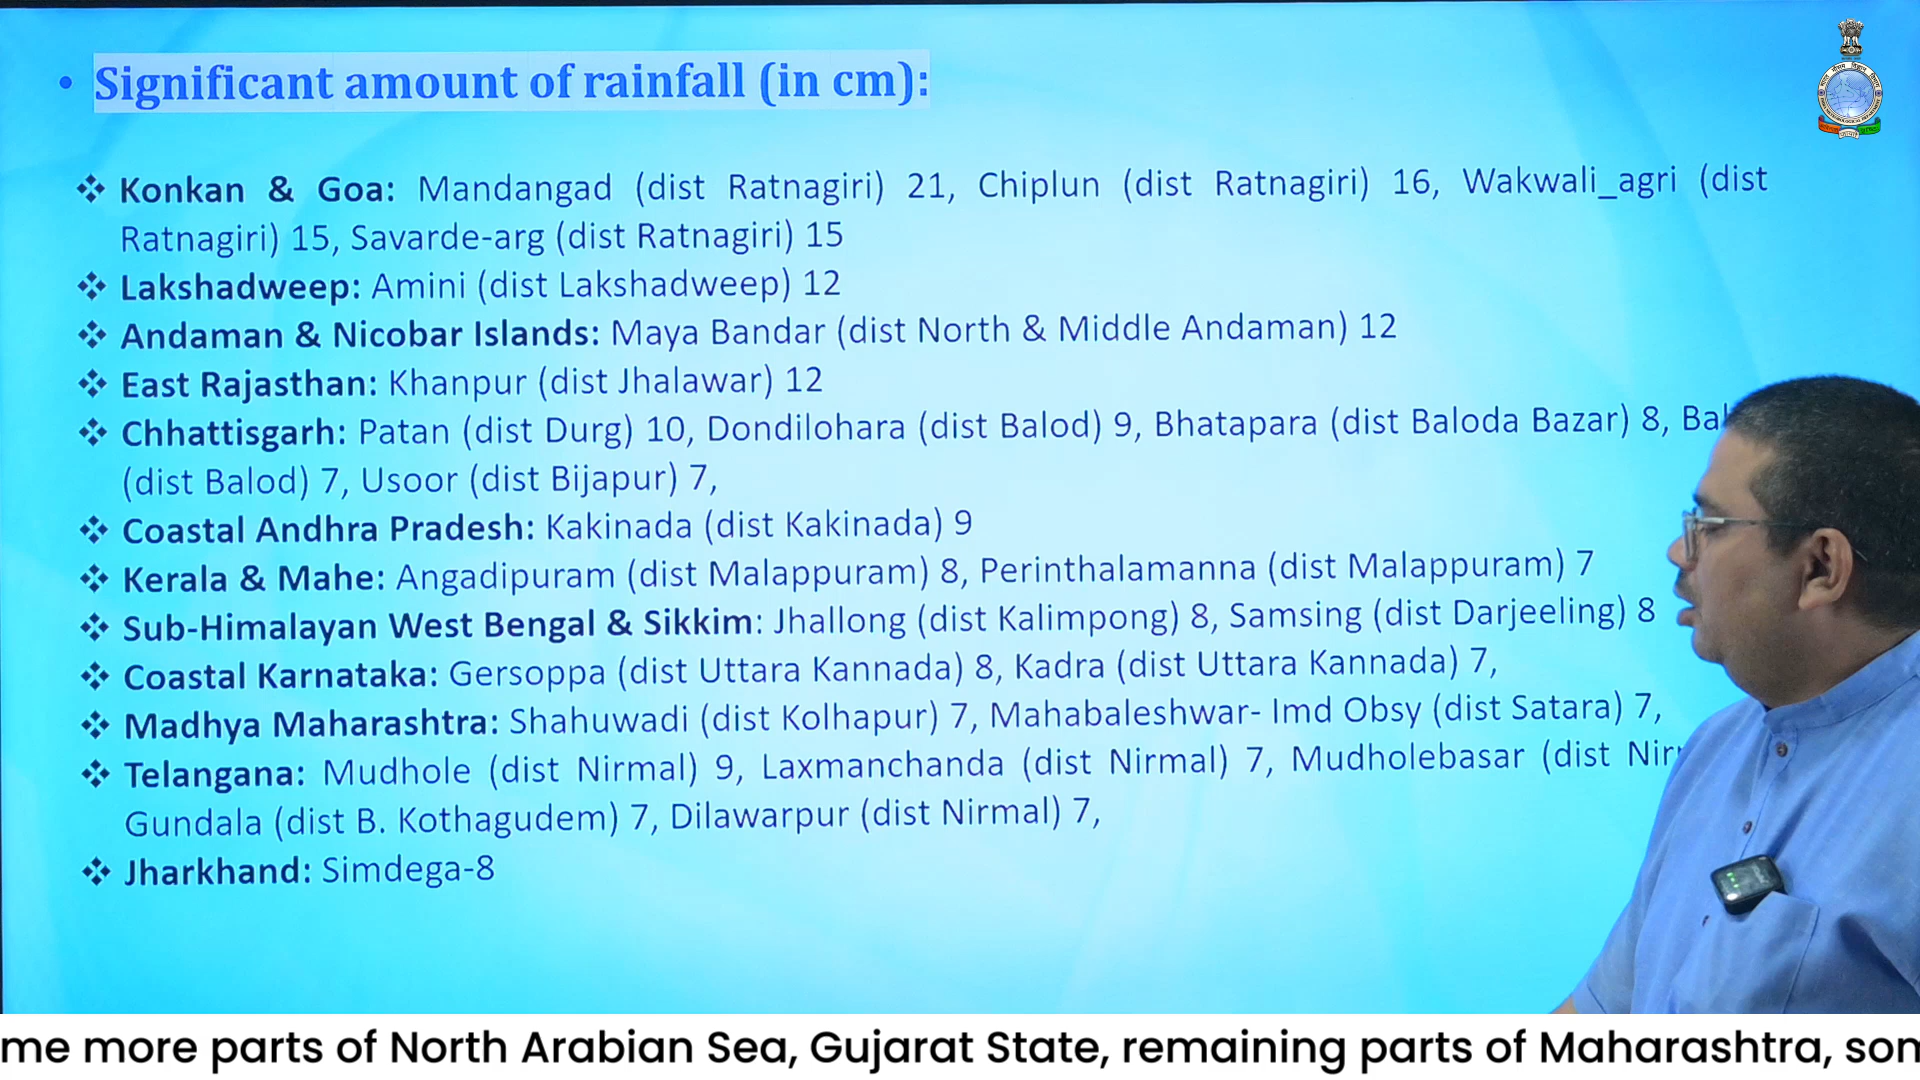 • Significant amount of rainfall (in cm):
❖ Konkan & Goa: Mandangad (dist Ratnagiri) 21, Chiplun (dist Ratnagiri) 16, Wakwali_agri (dist
Ratnagiri) 15, Savarde-arg (dist Ratnagiri) 15
❖ Lakshadweep: Amini (dist Lakshadweep) 12
❖ Andaman & Nicobar Islands: Maya Bandar (dist North & Middle Andaman) 12
❖ East Rajasthan: Khanpur (dist Jhalawar) 12
❖ Chhattisgarh: Patan (dist Durg) 10, Dondilohara (dist Balod) 9, Bhatapara (dist Baloda Bazar) 8,
(dist Balod) 7, Usoor (dist Bijapur) 7,
❖ Coastal Andhra Pradesh: Kakinada (dist Kakinada) 9
❖ Kerala & Mahe: Angadipuram (dist Malappuram) 8, Perinthalamanna (dist Malappuram) 7
❖ Sub-Himalayan West Bengal & Sikkim: Jhallong (dist Kalimpong) 8, Samsing (dist Darjeeling) 8
❖ Coastal Karnataka: Gersoppa (dist Uttara Kannada) 8, Kadra (dist Uttara Kannada) 7,
❖ Madhya Maharashtra: Shahuwadi (dist Kolhapur) 7, Mahabaleshwar- Imd Obsy (dist Satara) 7,
❖ Telangana: Mudhole (dist Nirmal) 9, Laxmanchanda (dist Nirmal) 7, Mudholebasar (dist
Gundala (dist B. Kothagudem) 7, Dilawarpur (dist Nirmal) 7,
❖ Jharkhand: Simdega-8
me more parts of North Arabian Sea, Gujarat State, remaining parts of Maharashtra, som